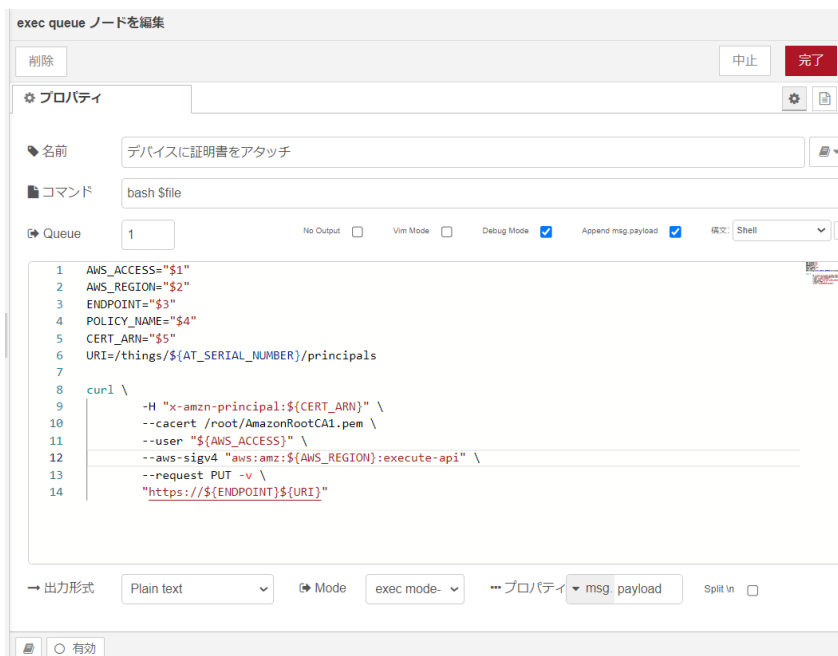 exec queue ノードを編集
削除
中止
完了
プロパティ
名前
デバイスに証明書をアタッチ
コマンド
bash $file
Queue
1
No Output
Vim Mode
Debug Mode
Append msg.payload
構文:
Shell
1 AWS_ACCESS="$1"
2 AWS_REGION="$2"
3 ENDPOINT="$3"
4 POLICY_NAME="$4"
5 CERT_ARN="$5"
6 URI=/things/${AT_SERIAL_NUMBER}/principals
7
8 curl \
9 -H "x-amzn-principal:${CERT_ARN}" \
10 --cacert /root/AmazonRootCA1.pem \
11 --user "${AWS_ACCESS}" \
12 --aws-sigv4 "aws:amz:${AWS_REGION}:execute-api" \
13 --request PUT -v \
14 "https://${ENDPOINT}${URI}"
出力形式
Plain text
Mode
exec mode-
プロパティ
msg. payload
Split \n
有効